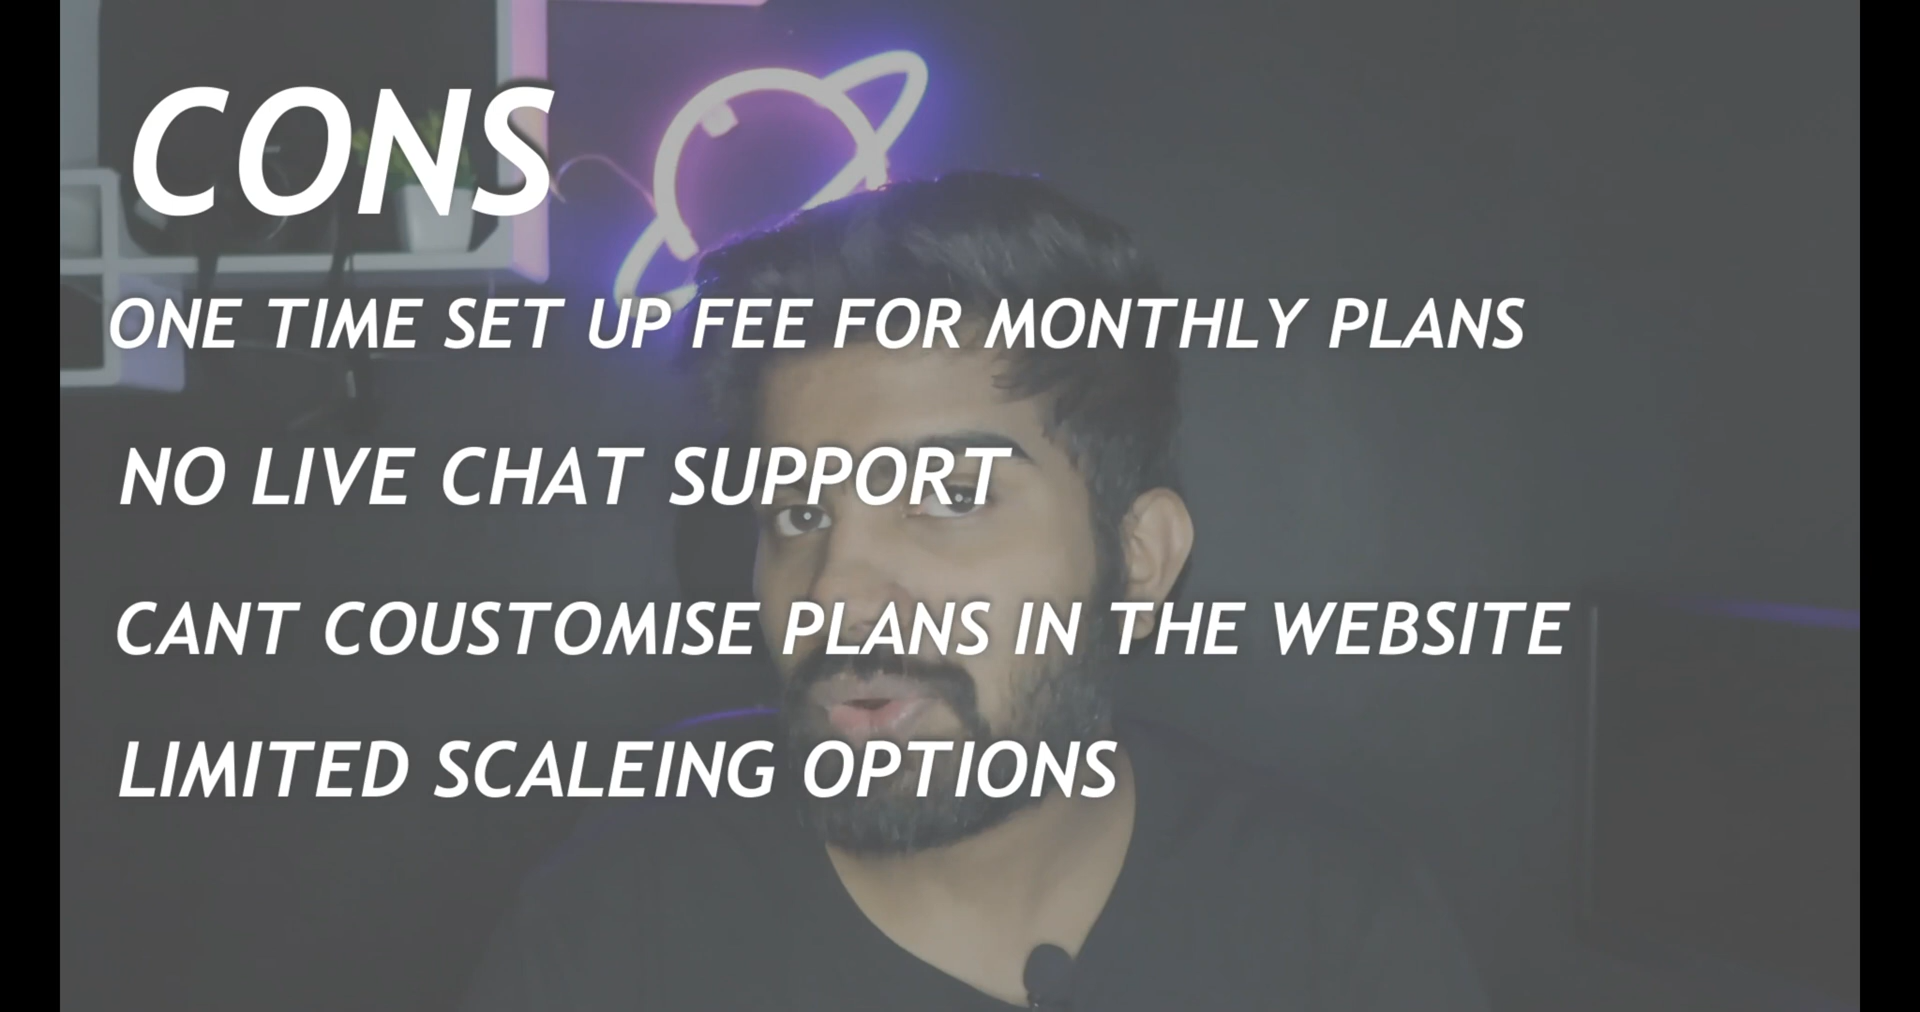 CONS
ONE TIME SET UP FEE FOR MONTHLY PLANS
NO LIVE CHAT SUPPORT
CANT COUSTOMISE PLANS IN THE WEBSITE
LIMITED SCALEING OPTIONS